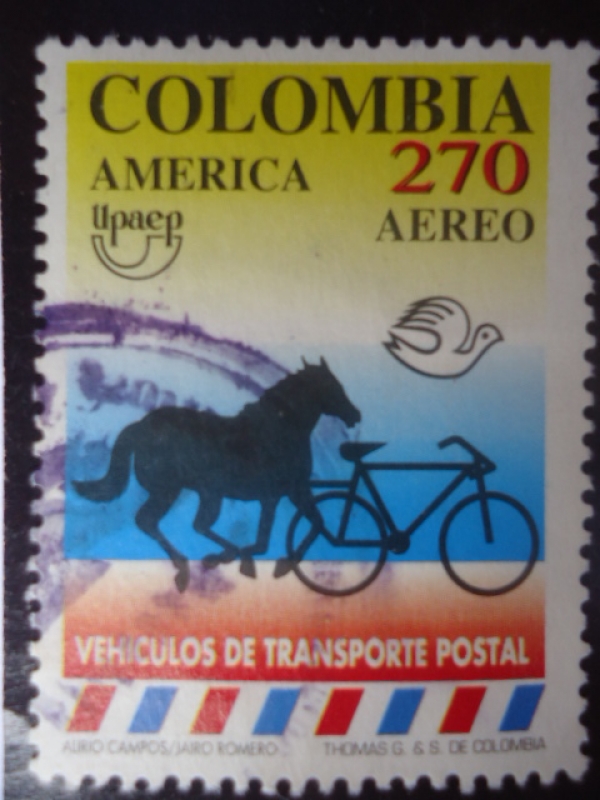 COLOMBIA
AMERICA 270
upaep AEREO
VEHICULOS DE TRANSPORTE POSTAL
AURIO CAMPOS/JAIRO ROMERO THOMAS G. & S. DE COLOMBIA